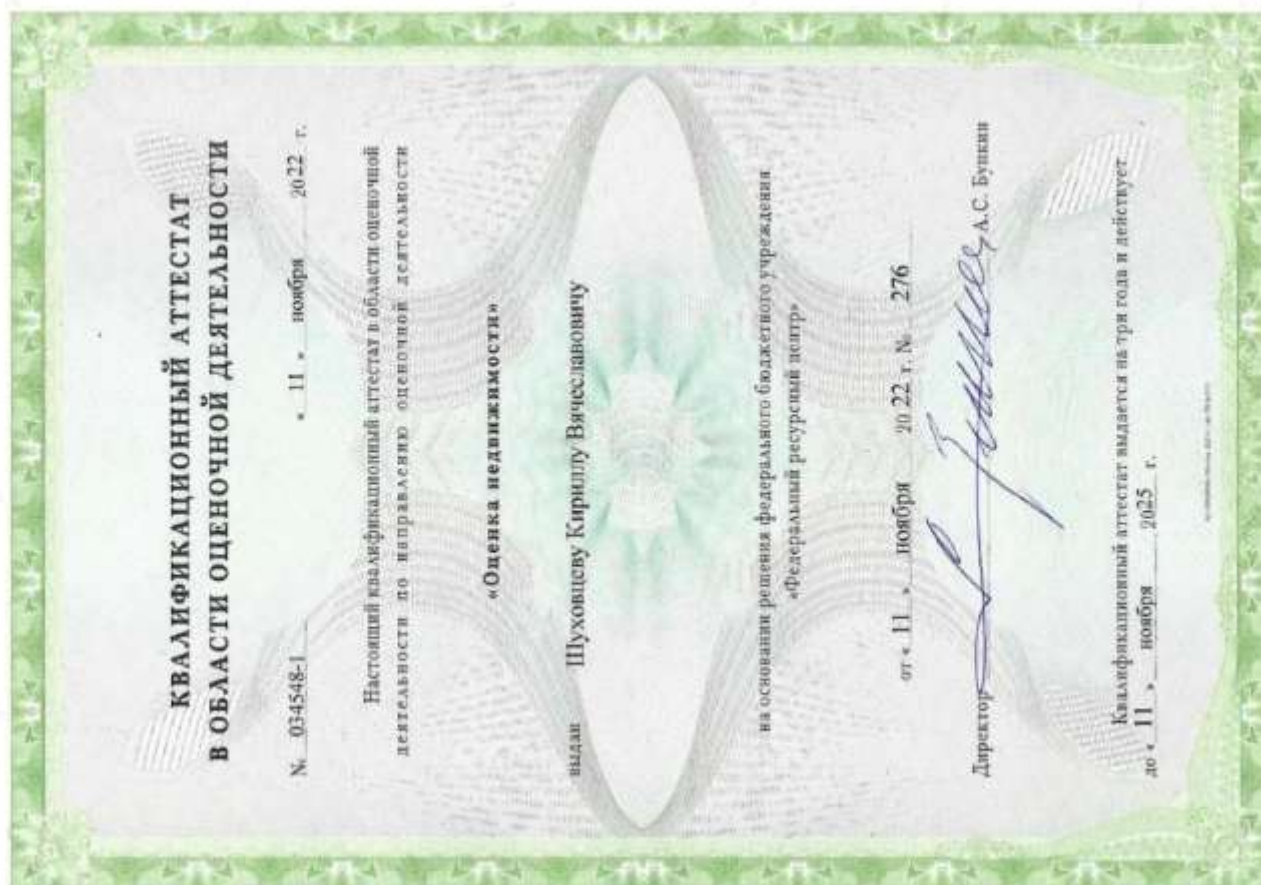 КВАЛИФИКАЦИОННЫЙ АТТЕСТАТ
В ОБЛАСТИ ОЦЕНОЧНОЙ ДЕЯТЕЛЬНОСТИ
№ 034548-1 « 11 » ноября 2022 г.
Настоящий квалификационный аттестат в области оценочной
деятельности по направлению оценочной деятельности
«Оценка недвижимости»
выдан Шуховцеву Кириллу Вячеславовичу
на основании решения федерального бюджетного учреждения
«Федеральный ресурсный центр»
от « 11 » ноября 20 22 г. № 276
Директор А.С. Бункин
Квалификационный аттестат выдается на три года и действует
до « 11 » ноября 2025 г.